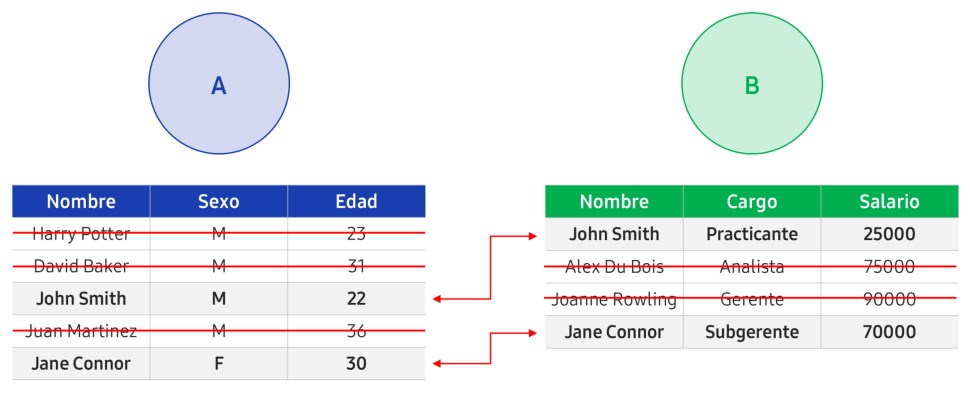 A
B
Nombre Sexo Edad
Harry Potter M 23
David Baker M 31
John Smith M 22
Juan Martinez M 36
Jane Connor F 30
Nombre Cargo Salario
John Smith Practicante 25000
Alex Du Bois Analista 75000
Joanne Rowling Gerente 90000
Jane Connor Subgerente 70000